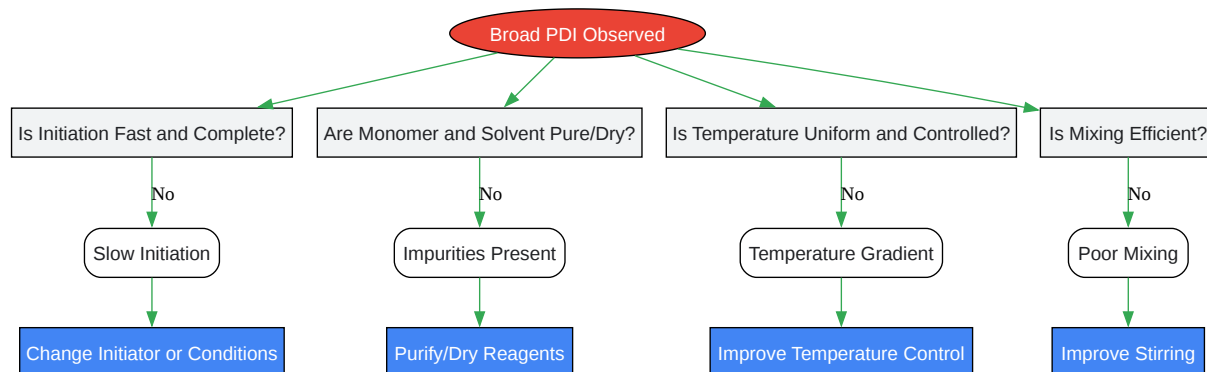 Broad PDI Observed
Is Initiation Fast and Complete?
Are Monomer and Solvent Pure/Dry?
Is Temperature Uniform and Controlled?
Is Mixing Efficient?
No
No
No
No
Slow Initiation
Impurities Present
Temperature Gradient
Poor Mixing
Change Initiator or Conditions
Purify/Dry Reagents
Improve Temperature Control
Improve Stirring